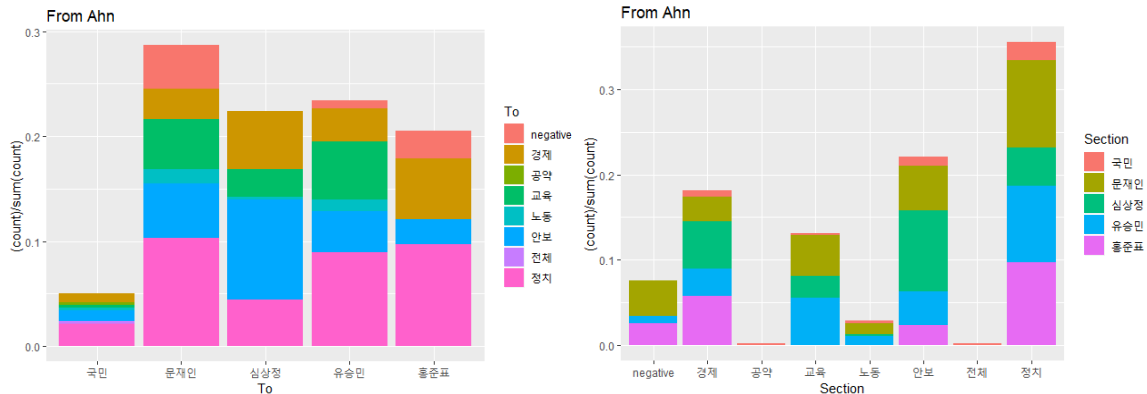 From Ahn
(count)/sum(count)
0.3
0.2
0.1
0.0
국민 문재인 심상정 유승민 홍준표
To
To
negative
경제
공약
교육
노동
안보
전체
정치
From Ahn
(count)/sum(count)
0.3
0.2
0.1
0.0
negative 경제 공약 교육 노동 안보 전체 정치
Section
Section
국민
문재인
심상정
유승민
홍준표